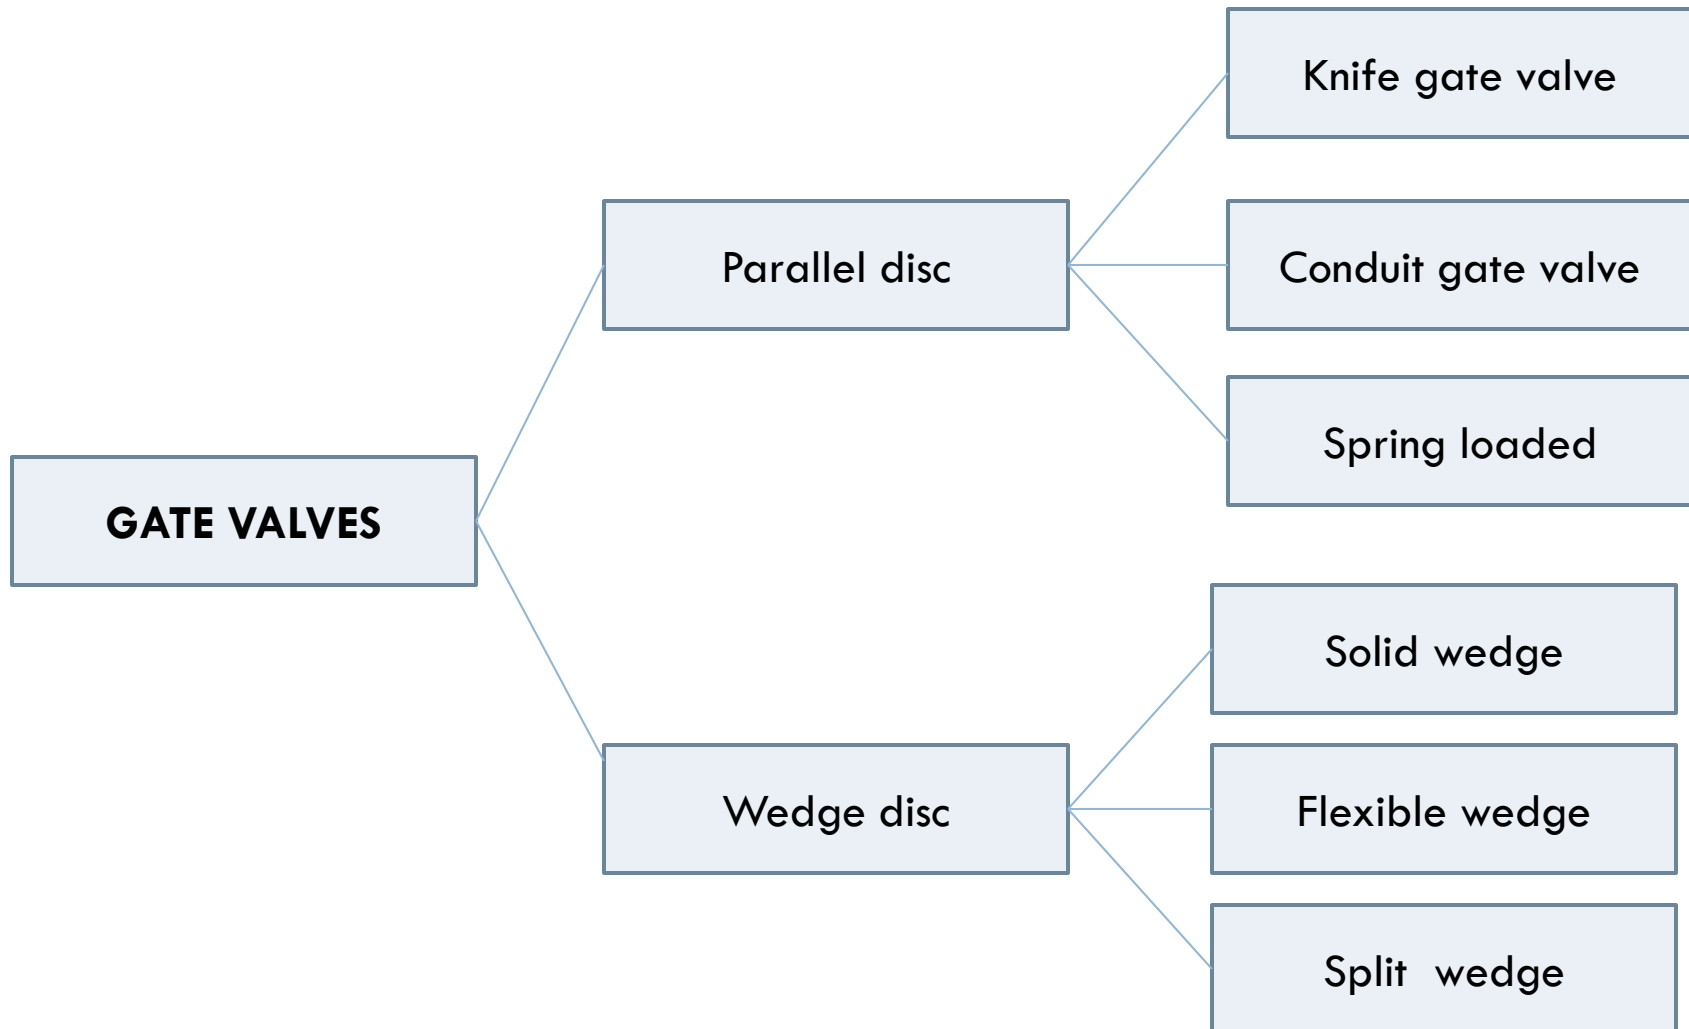 Knife gate valve
Parallel disc
Conduit gate valve
Spring loaded
GATE VALVES
Solid wedge
Wedge disc
Flexible wedge
Split  wedge